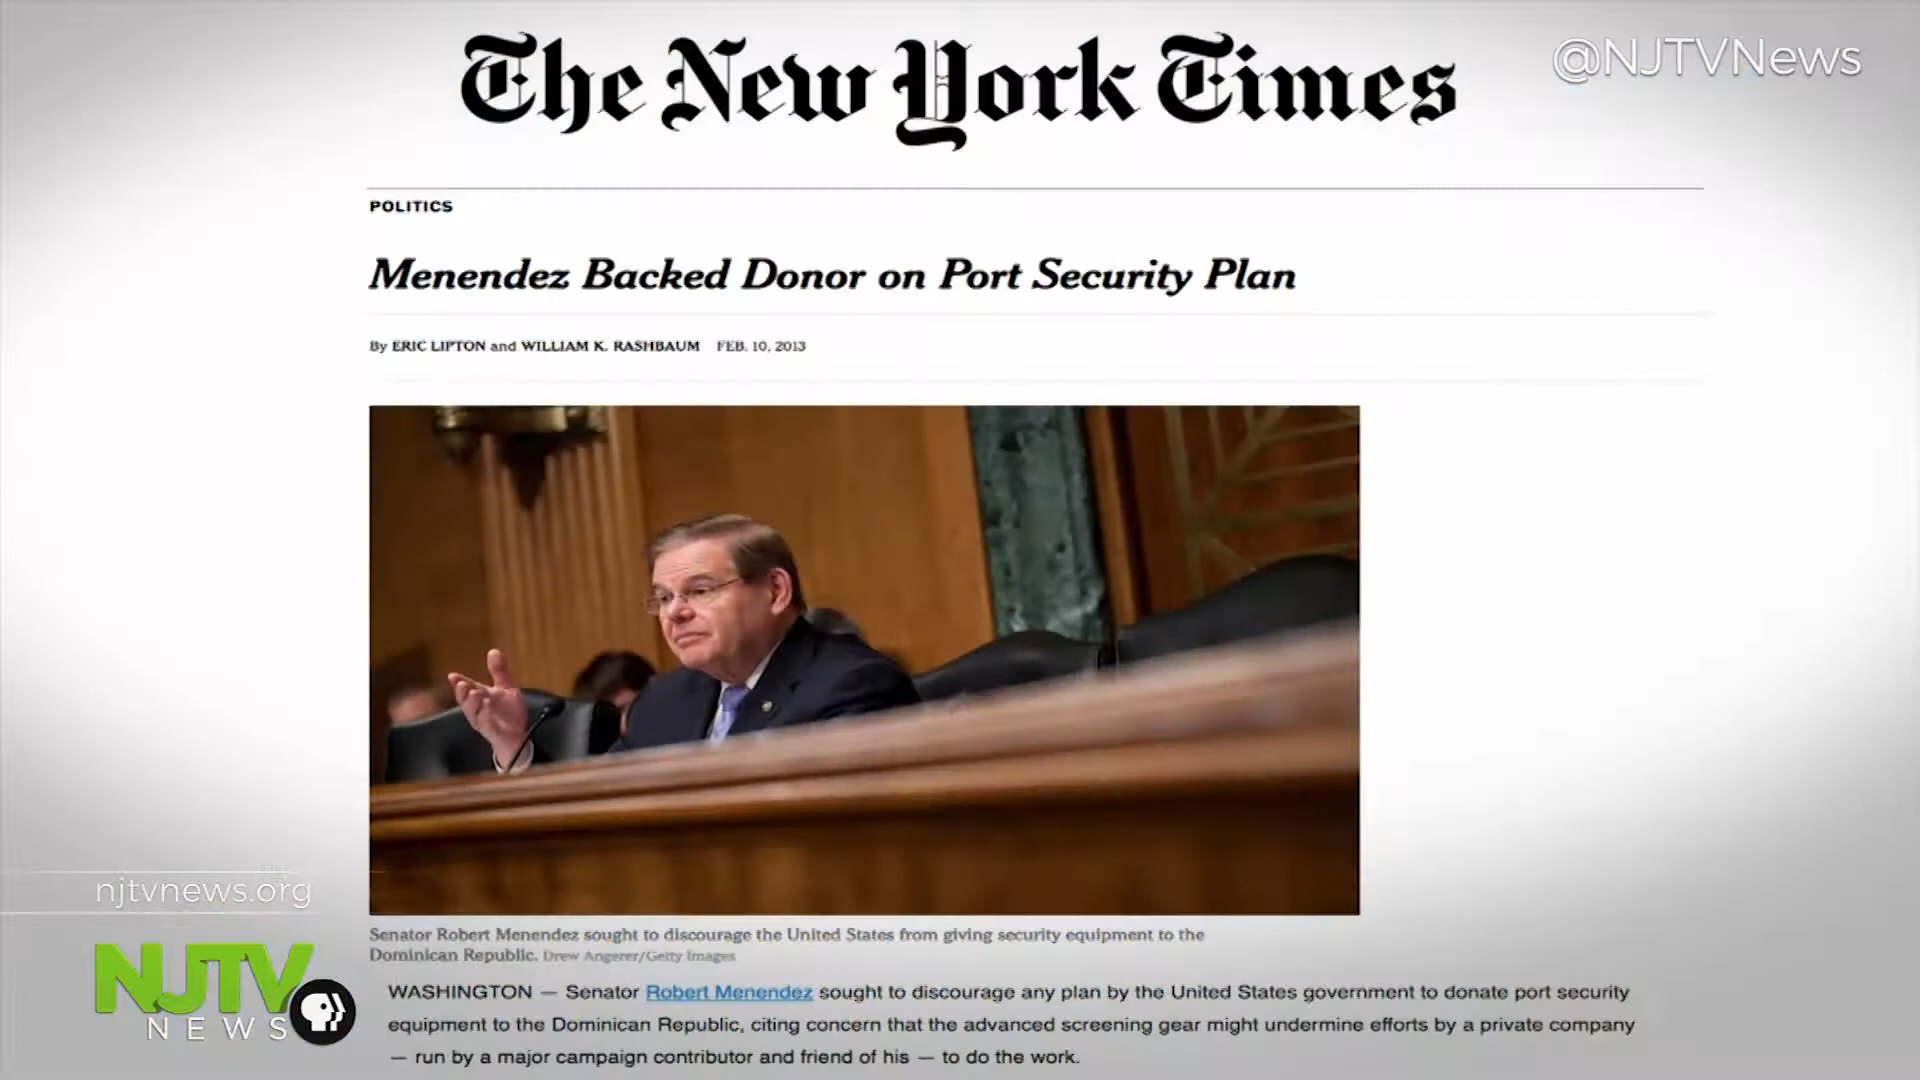 The New York Times
@NJTVNews
POLITICS
Menendez Backed Donor on Port Security Plan
By ERIC LIPTON and WILLIAM K. RASHBAUM FEB. 10, 2013
Senator Robert Menendez sought to discourage the United States from giving security equipment to the
Dominican Republic. Drew Angerer/Getty Images
WASHINGTON — Senator Robert Menendez sought to discourage any plan by the United States government to donate port security
equipment to the Dominican Republic, citing concern that the advanced screening gear might undermine efforts by a private company
— run by a major campaign contributor and friend of his — to do the work.
njtvnews.org
NJTV
NEWS